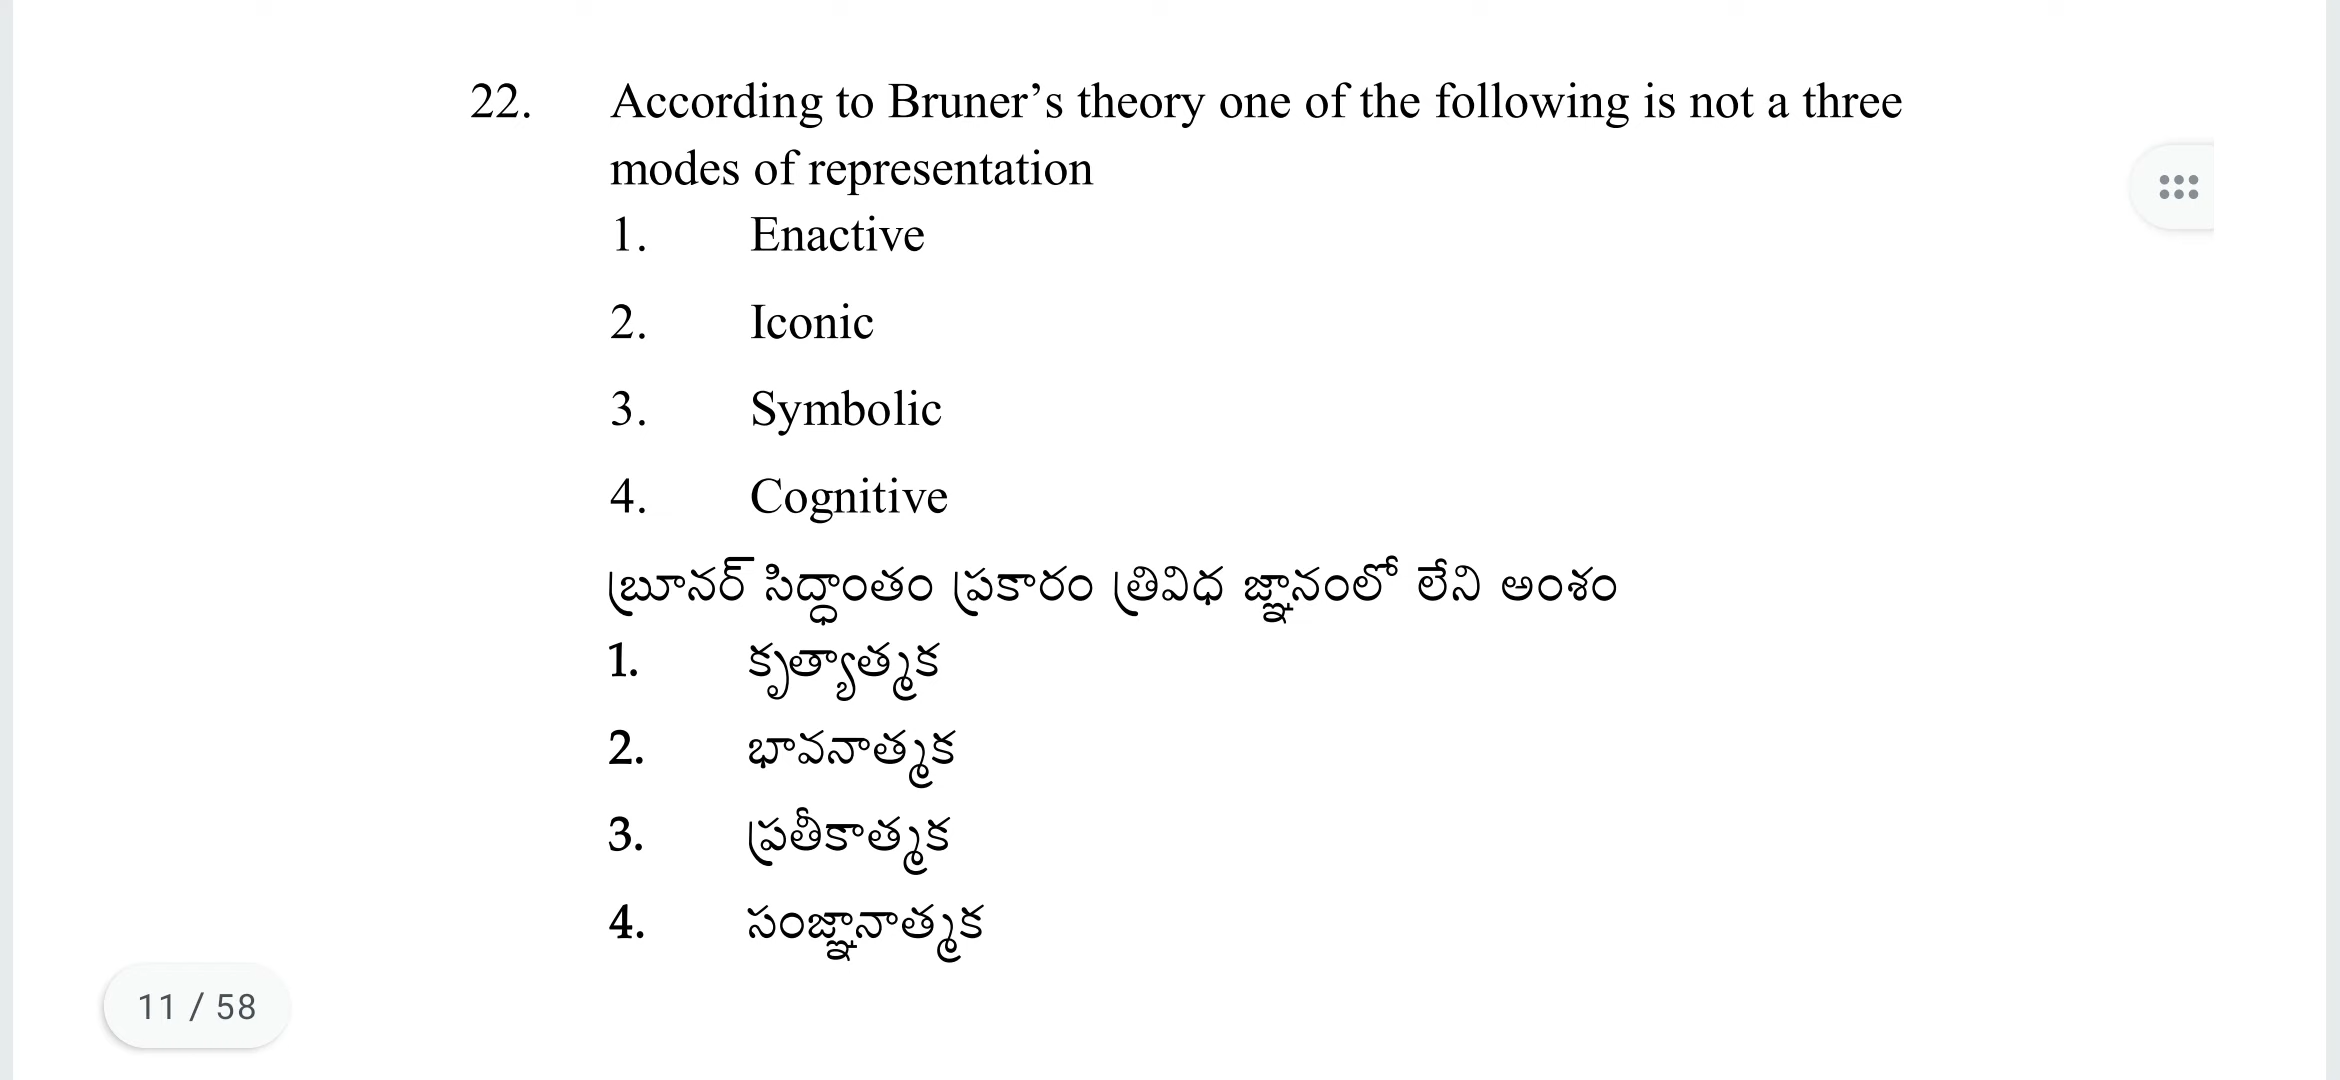 22. According to Bruner’s theory one of the following is not a three
modes of representation
1. Enactive
2. Iconic
3. Symbolic
4. Cognitive
బ్రూనర్ సిద్ధాంతం ప్రకారం త్రివిధ జ్ఞానంలో లేని అంశం
1. కృత్యాత్మక
2. భావనాత్మక
3. ప్రతీకాత్మక
4. సంజ్ఞానాత్మక
11 / 58